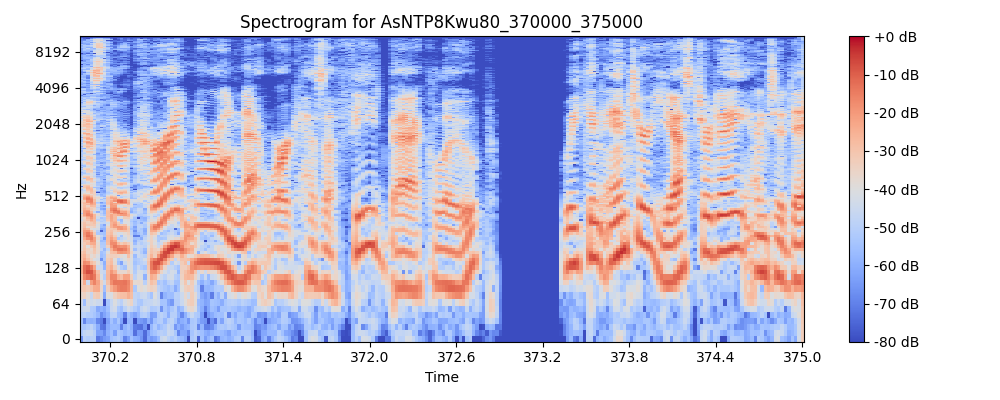 Spectrogram for AsNTP8Kwu80_370000_375000
Hz
8192
4096
2048
1024
512
256
128
64
0
370.2 370.8 371.4 372.0 372.6 373.2 373.8 374.4 375.0
Time
+0 dB
-10 dB
-20 dB
-30 dB
-40 dB
-50 dB
-60 dB
-70 dB
-80 dB